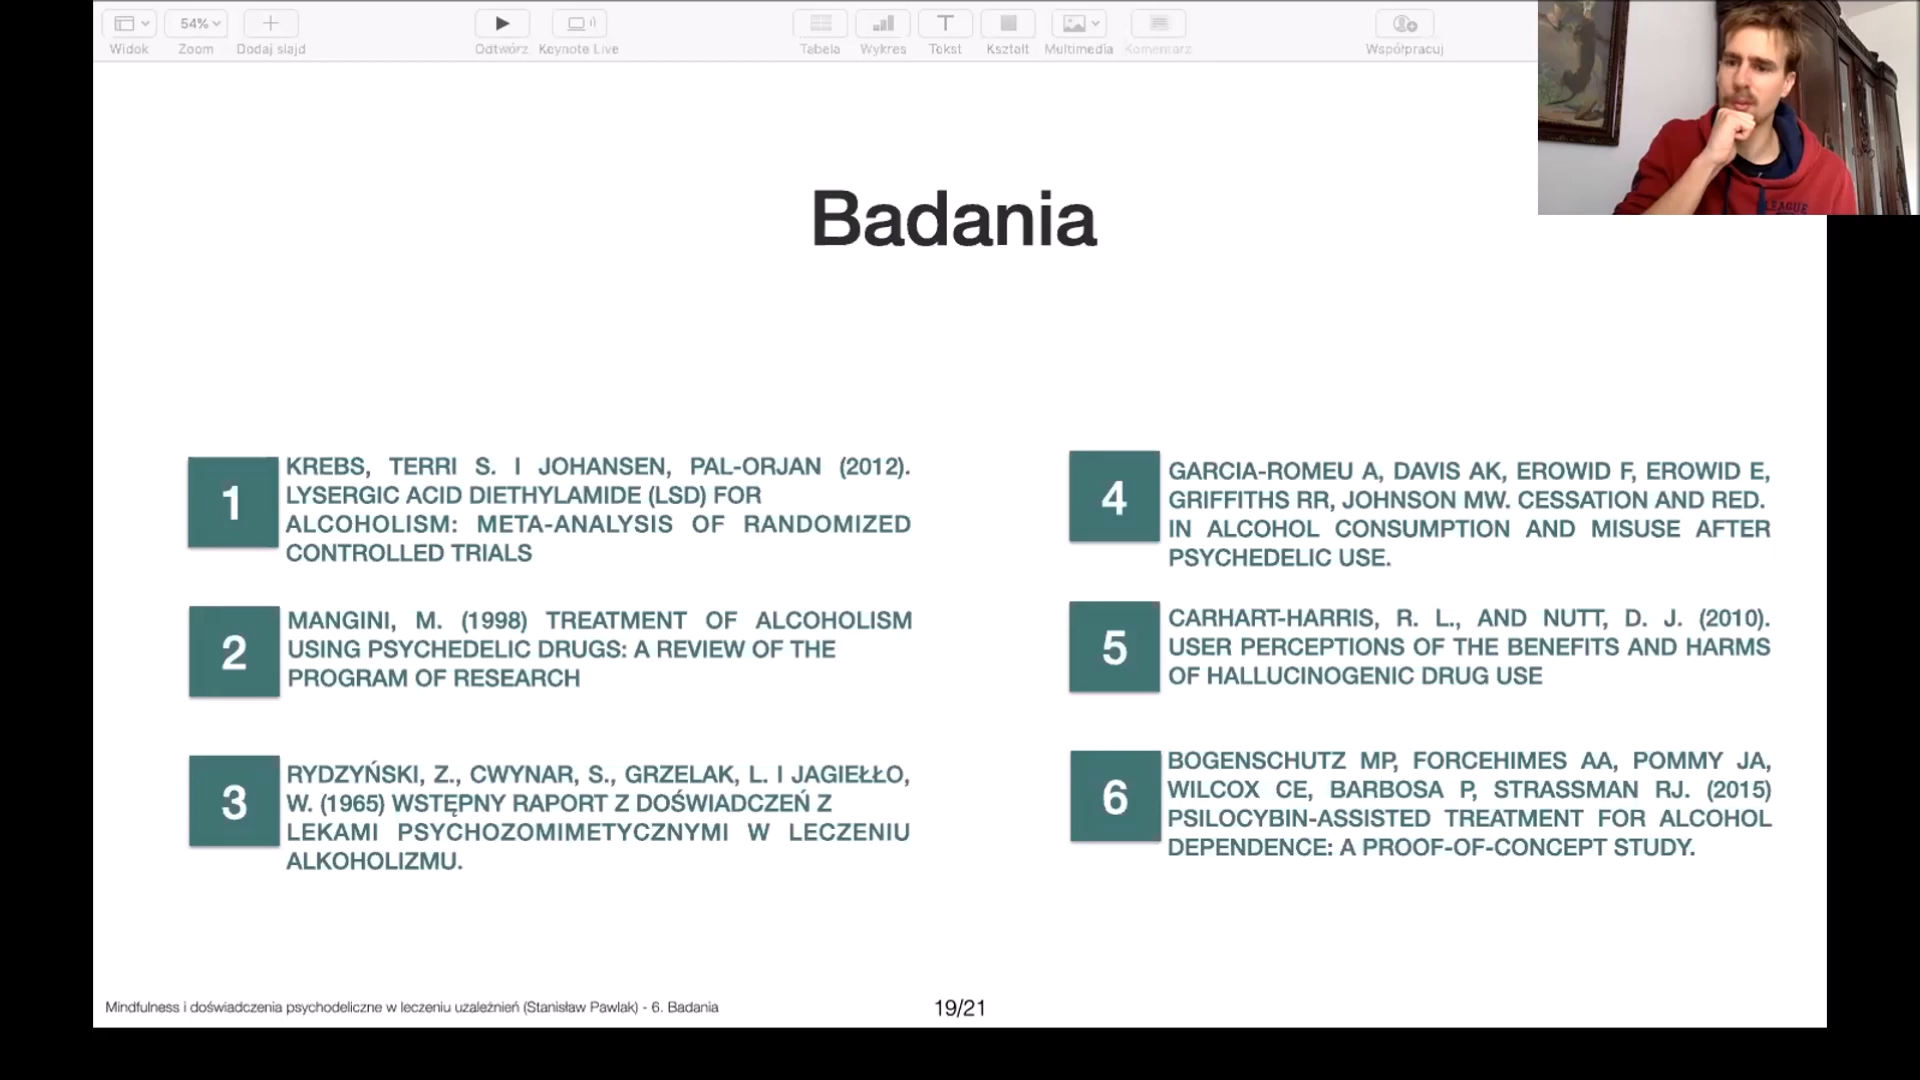 54%
Widok
Zoom
Dodaj slajd
Odtwórz
Keynote Live
Tabela
Wykres
Tekst
Kształt
Multimedia
Komentarz
Współpracuj
LEAGUE
Badania
1
KREBS, TERRI S. I JOHANSEN, PAL-ORJAN (2012).
LYSERGIC ACID DIETHYLAMIDE (LSD) FOR
ALCOHOLISM: META-ANALYSIS OF RANDOMIZED
CONTROLLED TRIALS
2
MANGINI, M. (1998) TREATMENT OF ALCOHOLISM
USING PSYCHEDELIC DRUGS: A REVIEW OF THE
PROGRAM OF RESEARCH
3
RYDZYŃSKI, Z., CWYNAR, S., GRZELAK, L. I JAGIEŁŁO,
W. (1965) WSTĘPNY RAPORT Z DOŚWIADCZEŃ Z
LEKAMI PSYCHOZOMIMETYCZNYMI W LECZENIU
ALKOHOLIZMU.
4
GARCIA-ROMEU A, DAVIS AK, EROWID F, EROWID E,
GRIFFITHS RR, JOHNSON MW. CESSATION AND RED.
IN ALCOHOL CONSUMPTION AND MISUSE AFTER
PSYCHEDELIC USE.
5
CARHART-HARRIS, R. L., AND NUTT, D. J. (2010).
USER PERCEPTIONS OF THE BENEFITS AND HARMS
OF HALLUCINOGENIC DRUG USE
6
BOGENSCHUTZ MP, FORCEHIMES AA, POMMY JA,
WILCOX CE, BARBOSA P, STRASSMAN RJ. (2015)
PSILOCYBIN-ASSISTED TREATMENT FOR ALCOHOL
DEPENDENCE: A PROOF-OF-CONCEPT STUDY.
Mindfulness i doświadczenia psychodeliczne w leczeniu uzależnień (Stanisław Pawlak) - 6. Badania
19/21